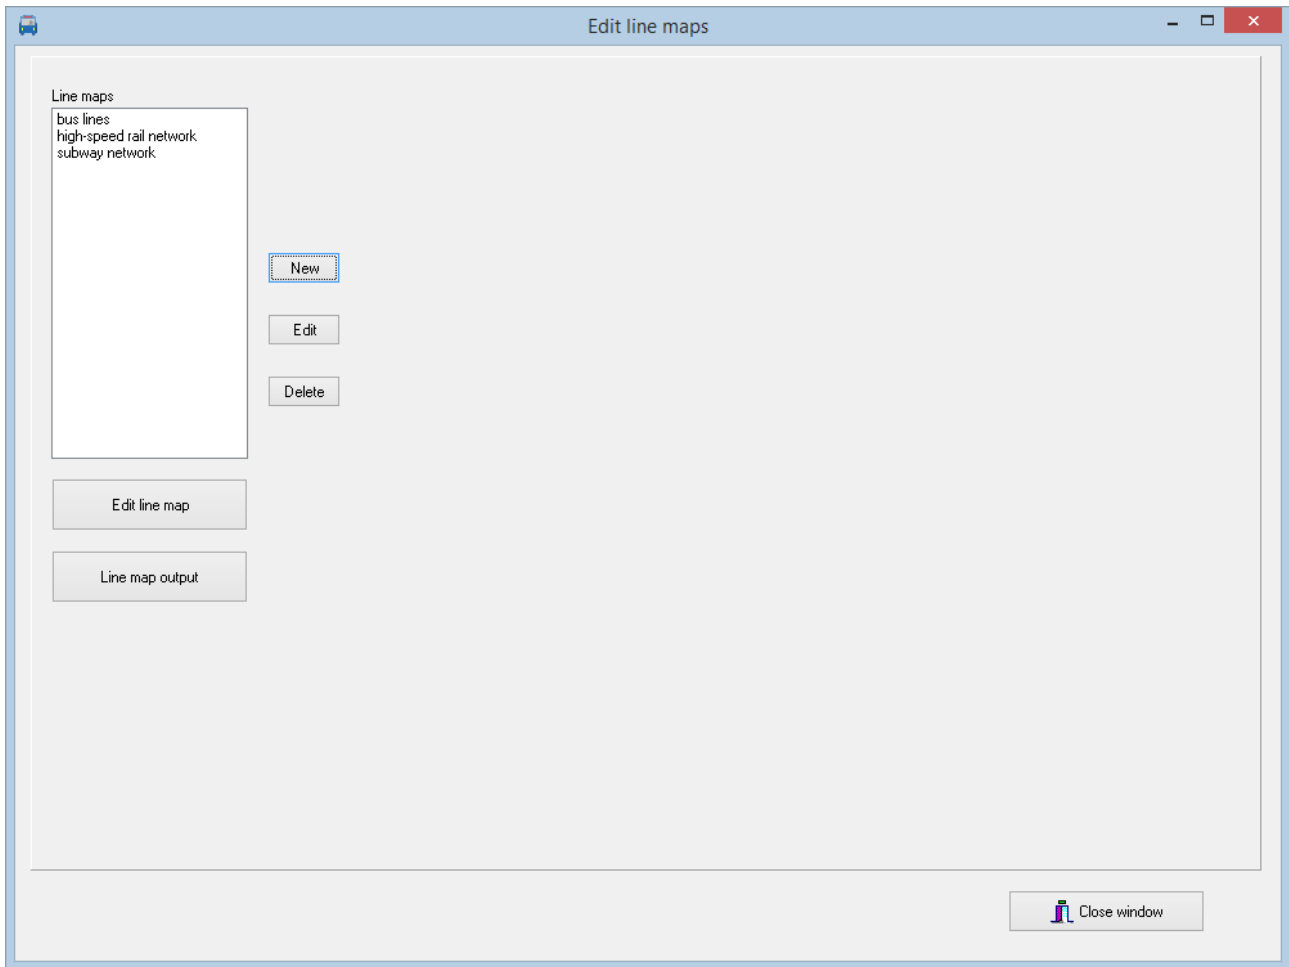 Edit line maps
Line maps
bus lines
high-speed rail network
subway network
New
Edit
Delete
Edit line map
Line map output
Close window